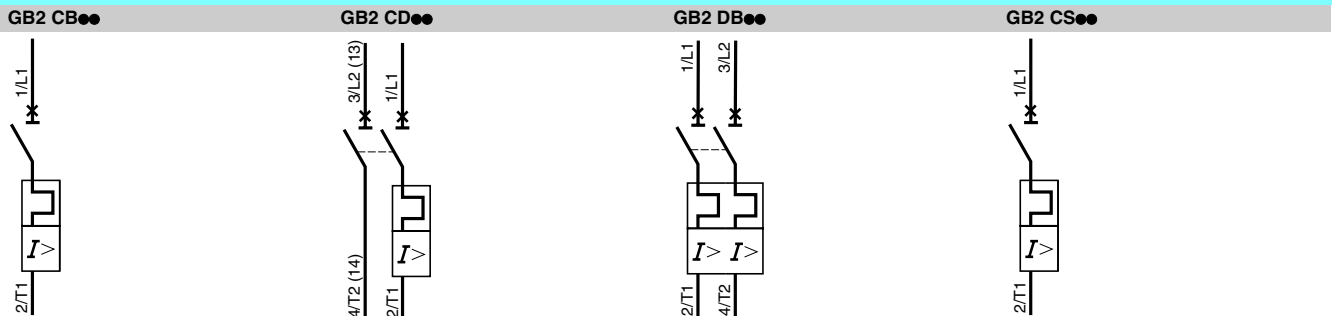 GB2 CB●●
GB2 CD●●
GB2 DB●●
GB2 CS●●
1/L1
3/L2 (13)
1/L1
1/L1
3/L2
1/L1
I>
I>
I> I>
I>
2/T1
4/T2 (14)
2/T1
2/T1
4/T2
2/T1